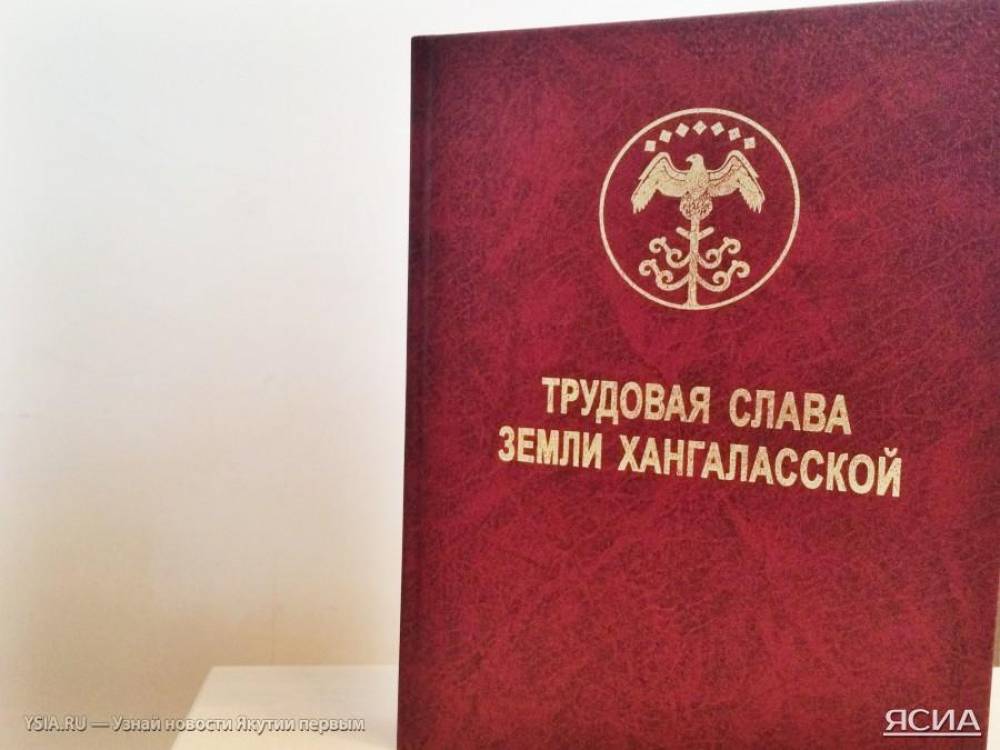 ТРУДОВАЯ СЛАВА
ЗЕМЛИ ХАНГАЛАССКОЙ
YSIA.RU — Узнай новости Якутии первым
ЯСИА